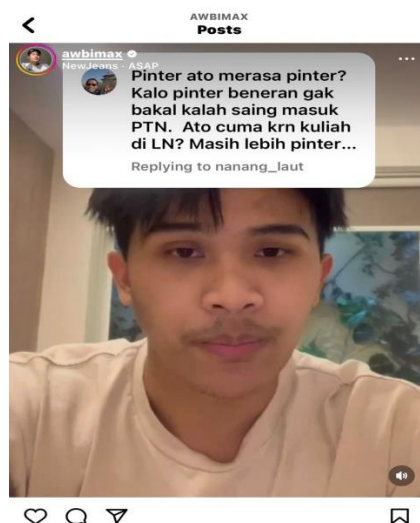 AWBIMAX
Posts
awbimax
NewJeans · ASAP
Pinter ato merasa pinter?
Kalo pinter beneran gak
bakal kalah saing masuk
PTN. Ato cuma krn kuliah
di LN? Masih lebih pinter...
Replying to nanang_laut